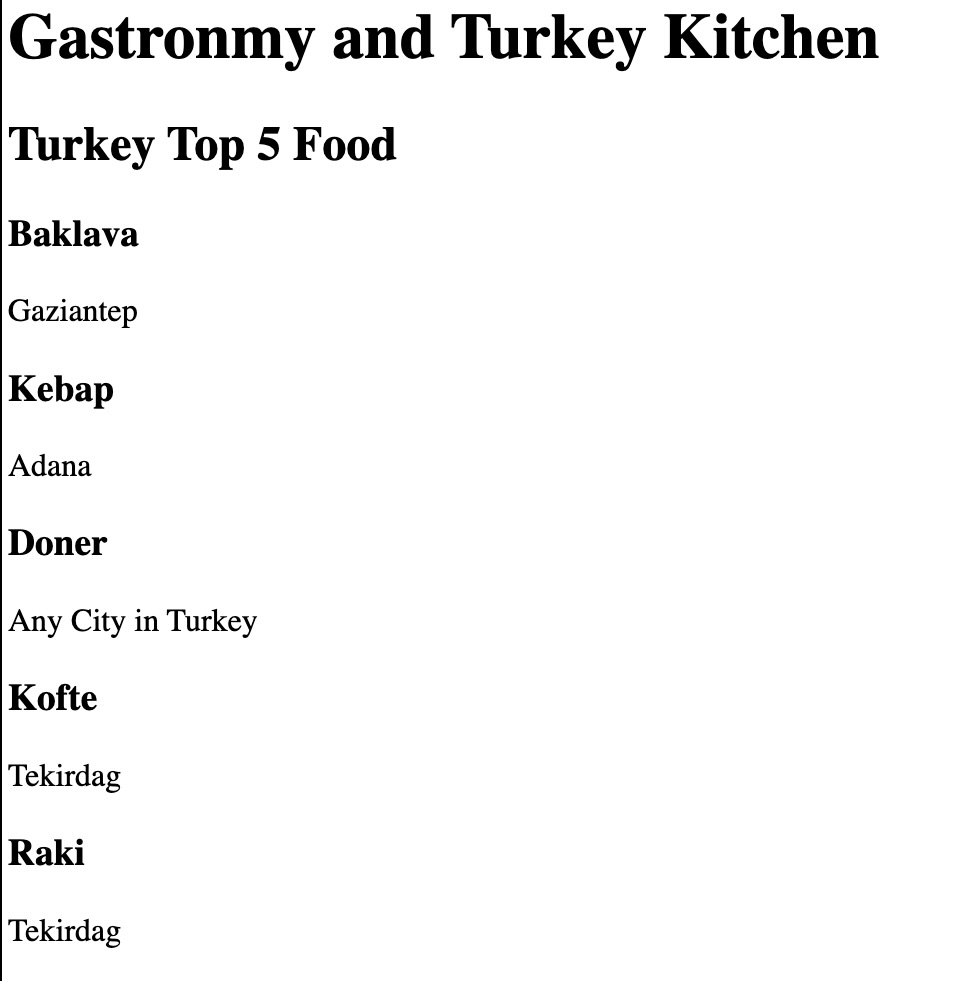 Gastronmy and Turkey Kitchen
Turkey Top 5 Food
Baklava
Gaziantep
Kebap
Adana
Doner
Any City in Turkey
Kofte
Tekirdag
Raki
Tekirdag